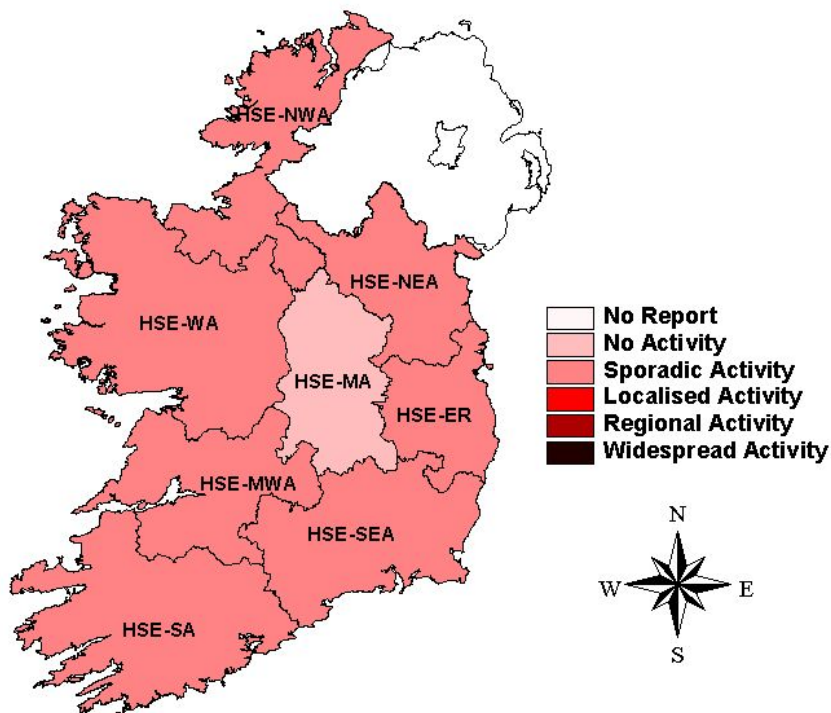 HSE-NWA
HSE-NEA
HSE-WA
No Report
No Activity
HSE-MA
Sporadic Activity
Localised Activity
HSE-ER
Regional Activity
Widespread Activity
HSE-MWA
HSE-SEA
N
W E
S
HSE-SA